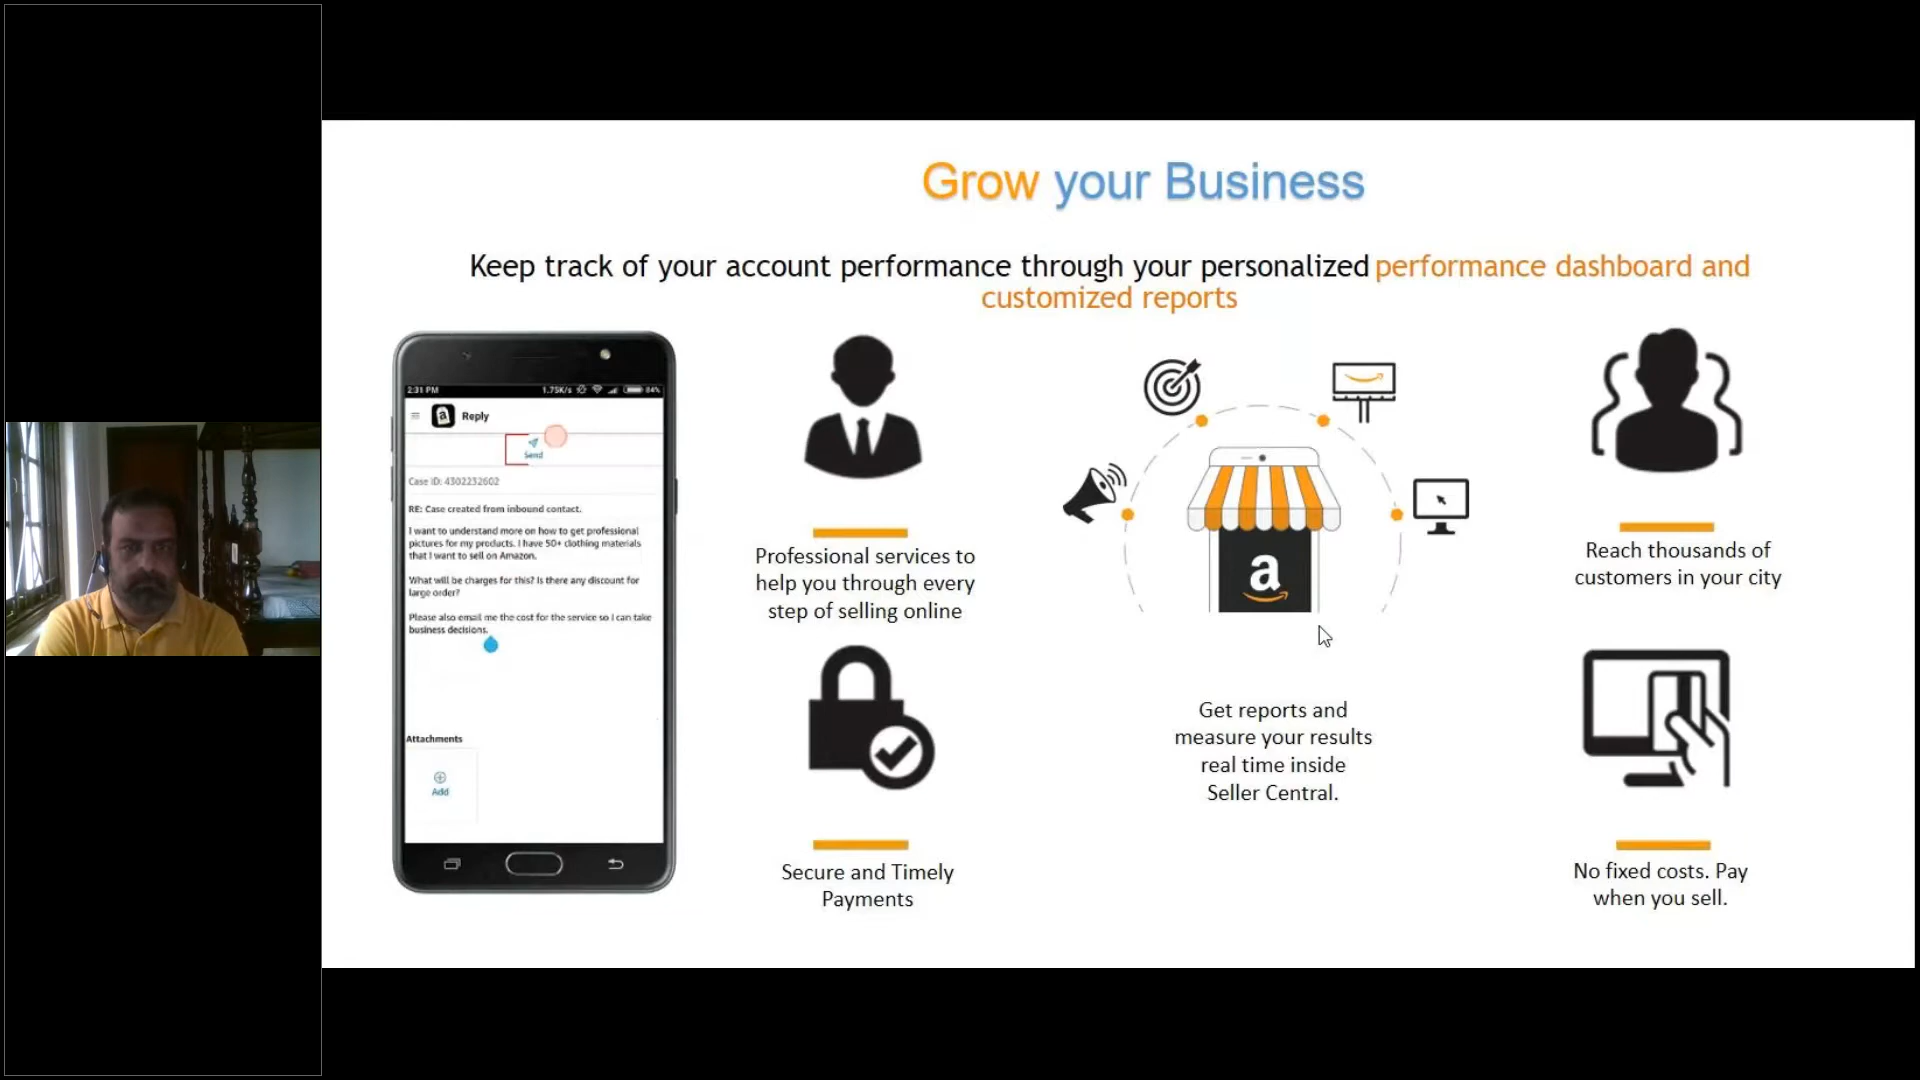 Grow your Business
Keep track of your account performance through your personalized performance dashboard and
customized reports
2:31 PM
1.75K/s
84%
a
Reply
Send
Case ID: 4302232602
RE: Case created from inbound contact.
I want to understand more on how to get professional
pictures for my products. I have 50+ clothing materials
that I want to sell on Amazon.
What will be charges for this? Is there any discount for
large order?
Please also email me the cost for the service so I can take
business decisions.
Attachments
Add
Professional services to
help you through every
step of selling online
Secure and Timely
Payments
a
Get reports and
measure your results
real time inside
Seller Central.
Reach thousands of
customers in your city
No fixed costs. Pay
when you sell.